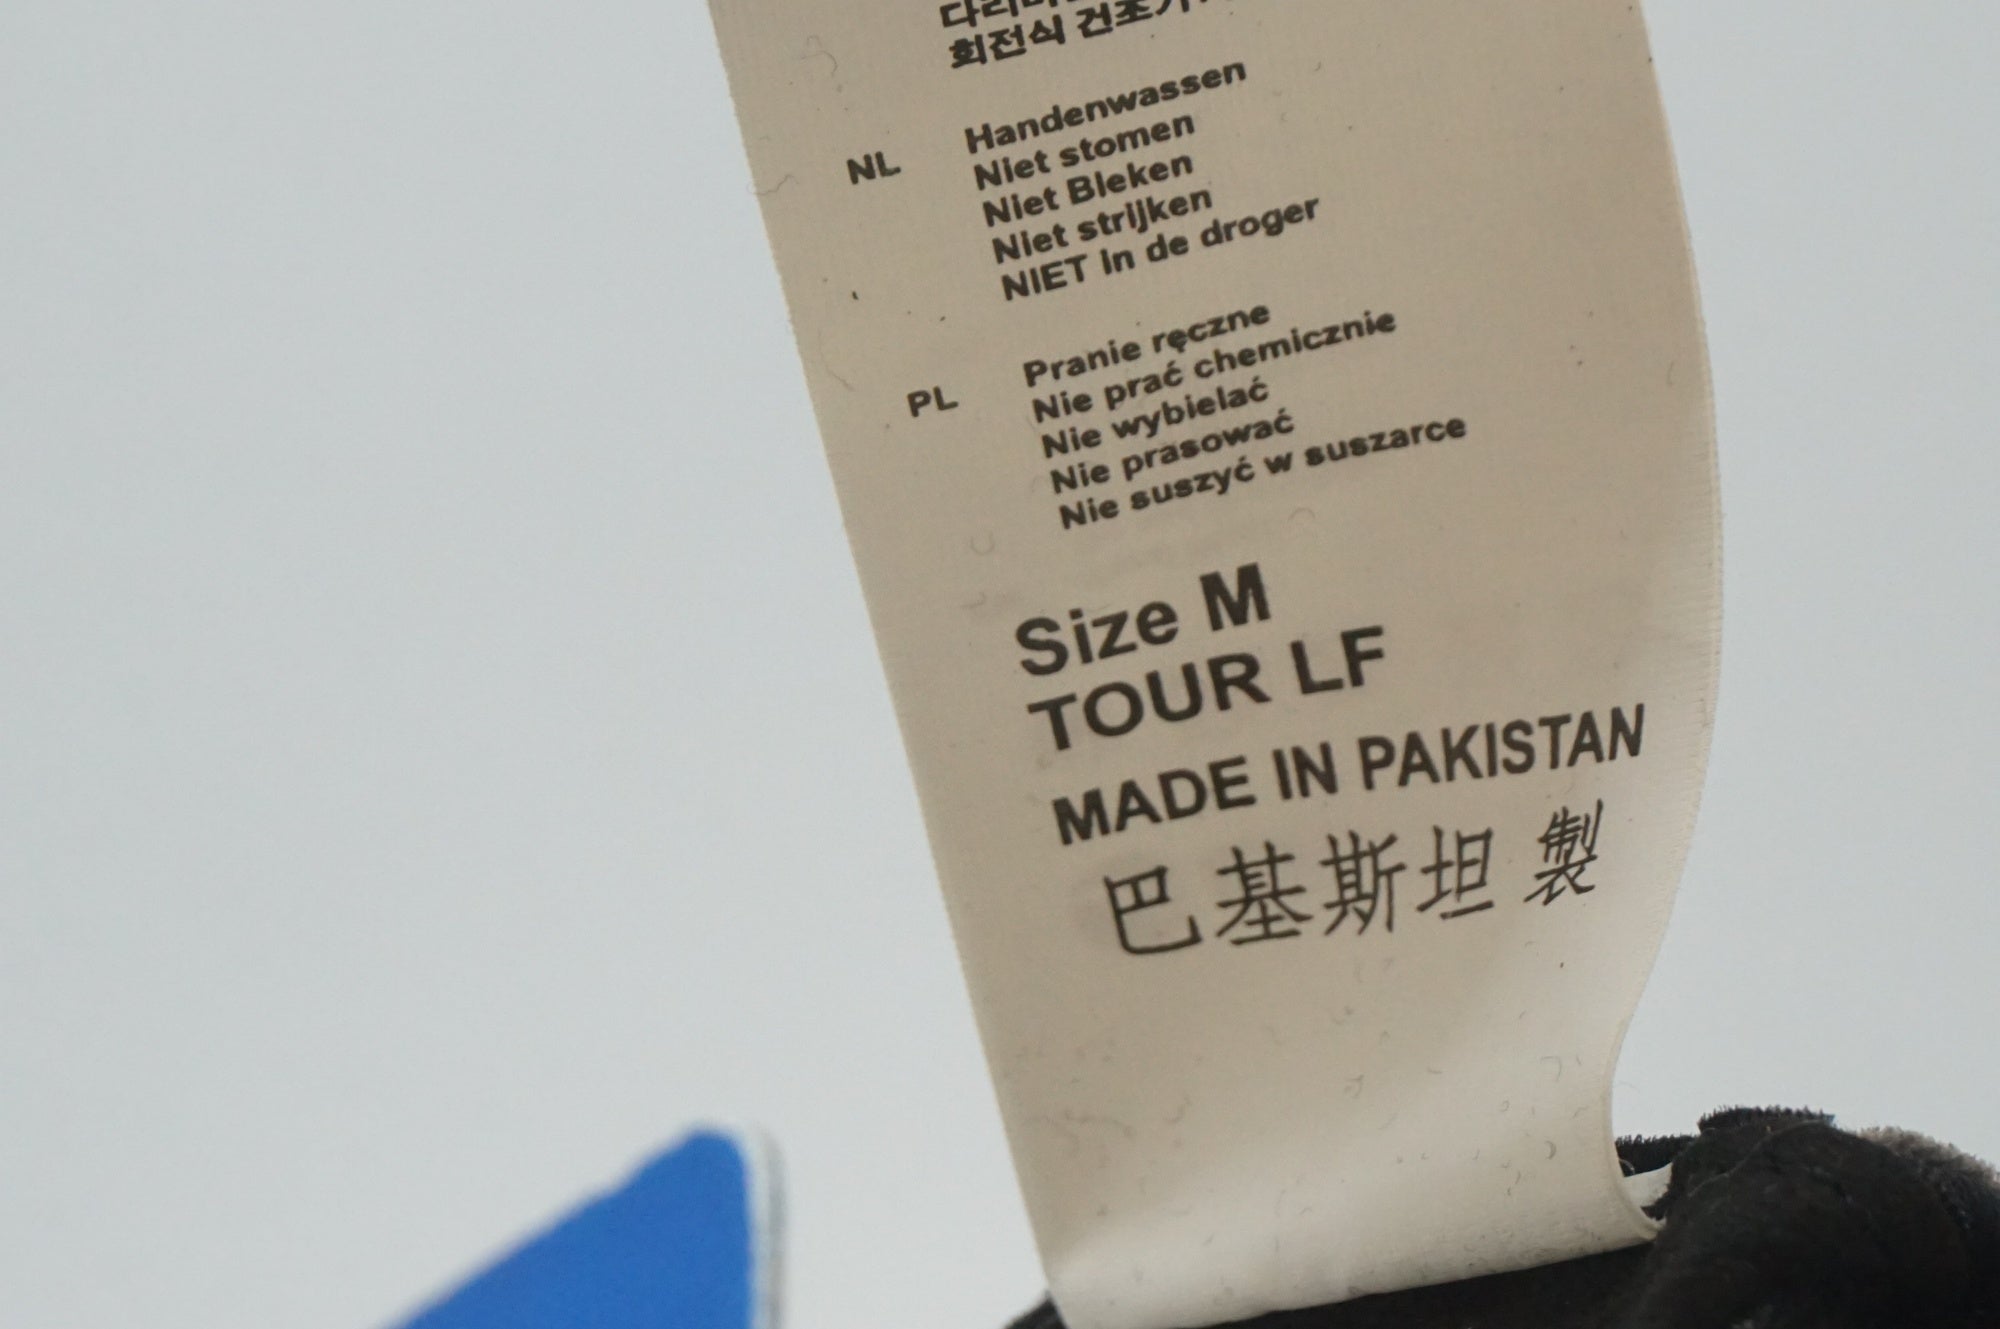 회전식 건조기
NL
Handenwassen
Niet stomen
Niet Bleken
Niet strijken
NIET in de droger
PL
Pranie ręczne
Nie prać chemicznie
Nie wybielać
Nie prasować
Nie suszyć w suszarce
Size M
TOUR LF
MADE IN PAKISTAN
巴基斯坦 製